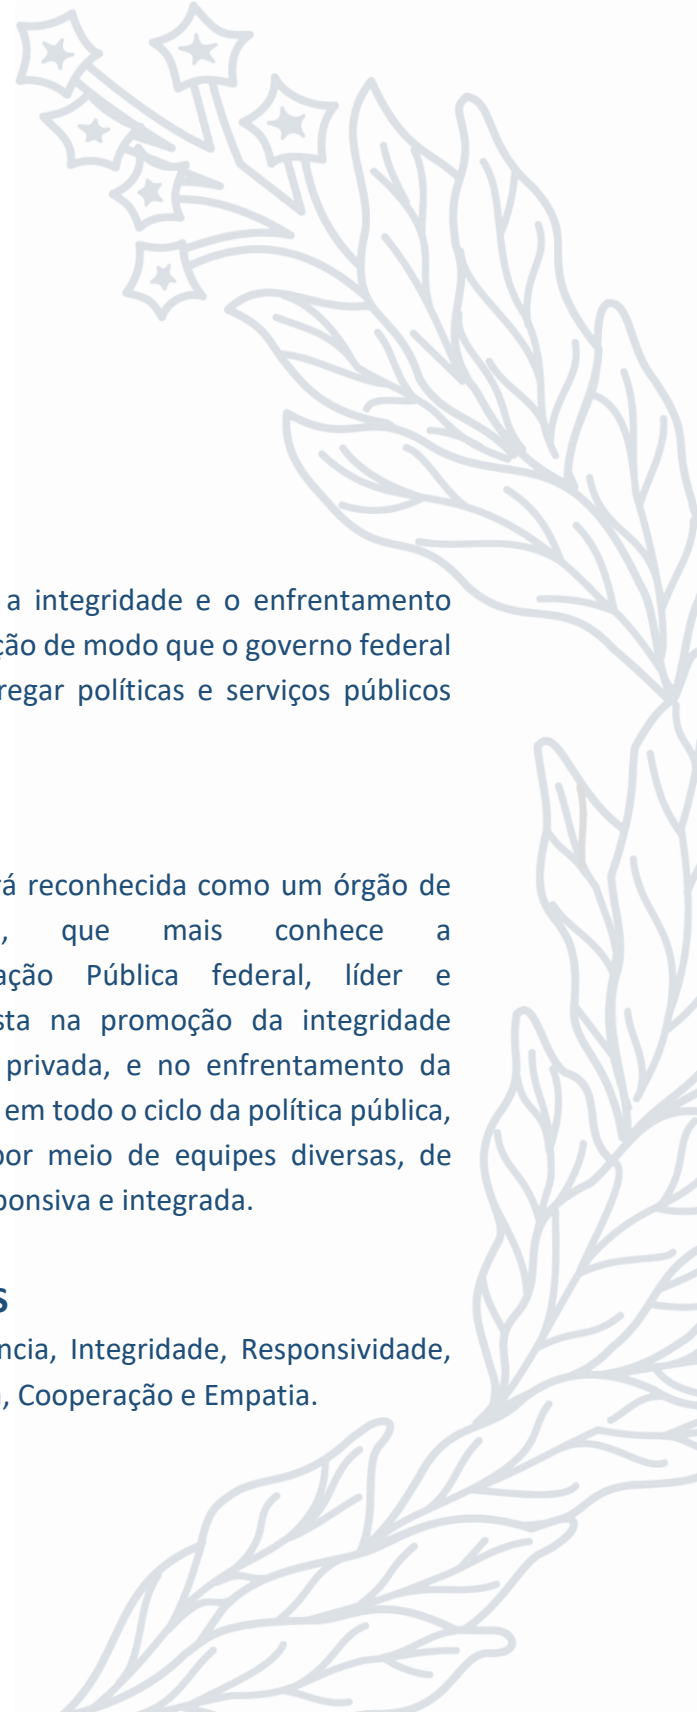 a integridade e o enfrentamento
ção de modo que o governo federal
regar políticas e serviços públicos
rá reconhecida como um órgão de
, que mais conhece a
ação Pública federal, líder e
sta na promoção da integridade
privada, e no enfrentamento da
em todo o ciclo da política pública,
por meio de equipes diversas, de
ponsiva e integrada.
S
ncia, Integridade, Responsividade,
, Cooperação e Empatia.